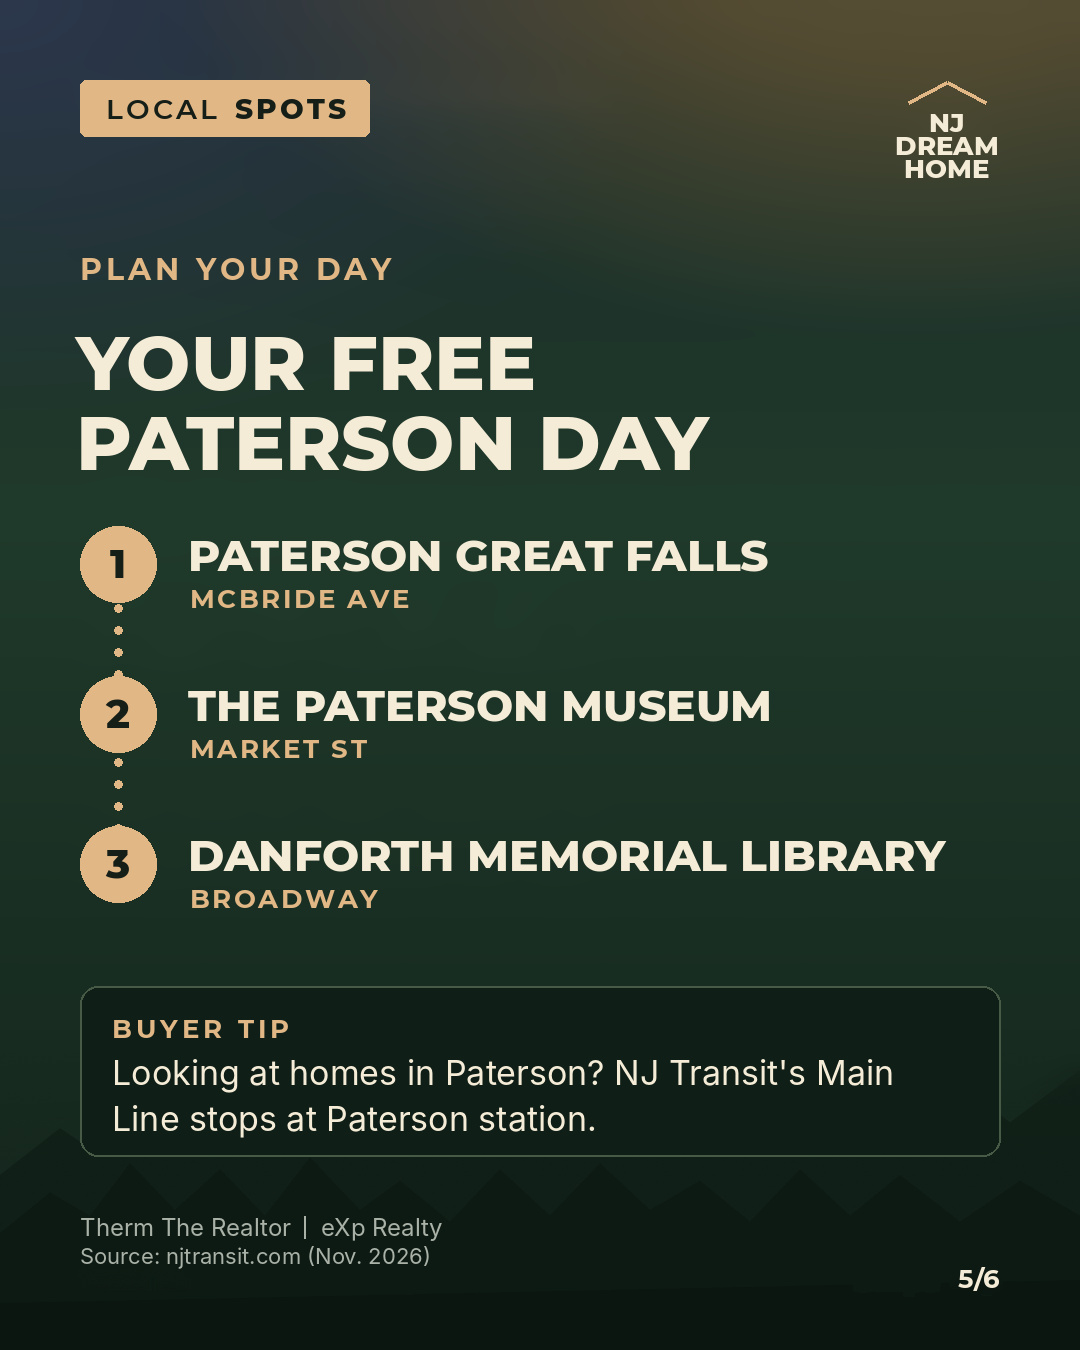 LOCAL SPOTS
NJ
DREAM
HOME
PLAN YOUR DAY
YOUR FREE
PATERSON DAY
1
PATERSON GREAT FALLS
MCBRIDE AVE
2
THE PATERSON MUSEUM
MARKET ST
3
DANFORTH MEMORIAL LIBRARY
BROADWAY
BUYER TIP
Looking at homes in Paterson? NJ Transit's Main
Line stops at Paterson station.
Therm The Realtor | eXp Realty
Source: njtransit.com (Nov. 2026)
5/6